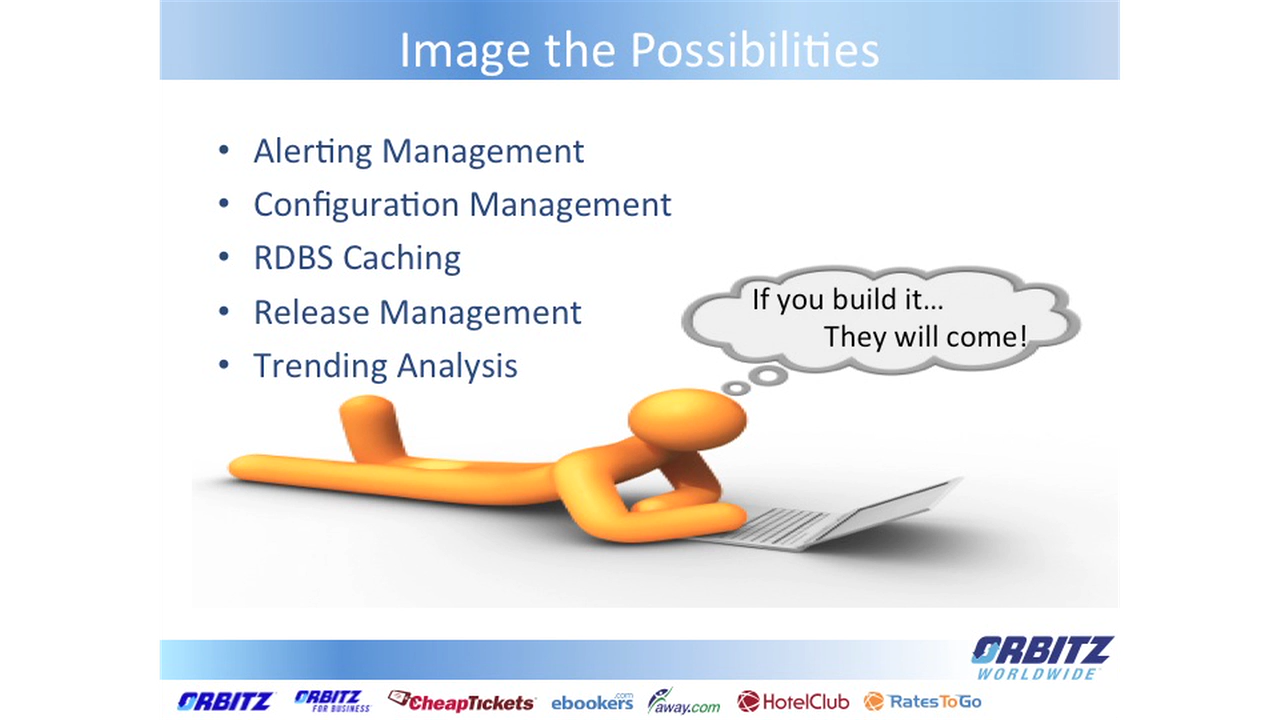 Image the Possibilities
• Alerting Management
• Configuration Management
• RDBS Caching
• Release Management
• Trending Analysis
If you build it...
They will come!
ORBITZ
WORLDWIDE
ORBITZ
ORBITZ
FOR BUSINESS
CheapTickets
ebookers.com
away.com
HotelClub
RatesToGo